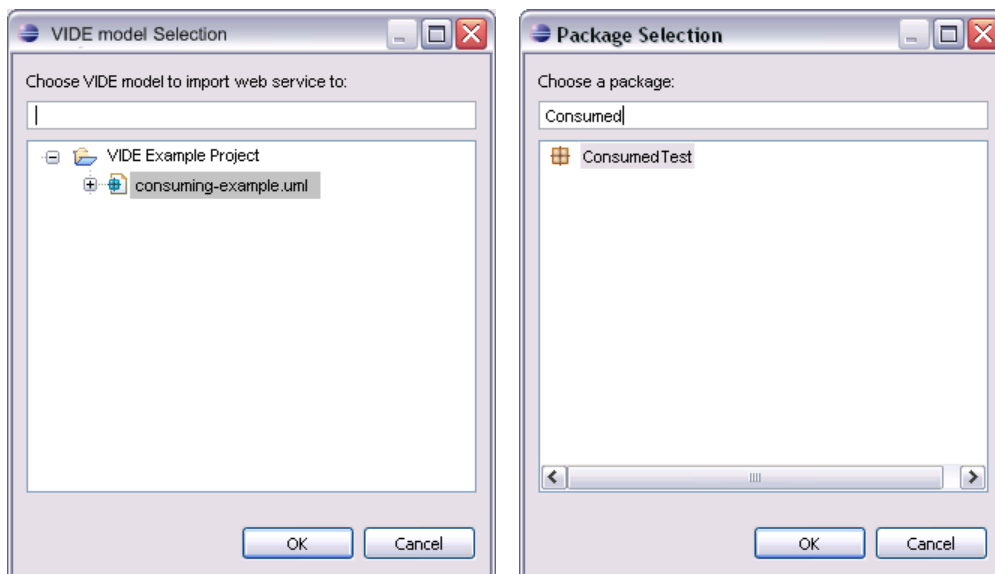 VIDE model Selection
Choose VIDE model to import web service to:
VIDE Example Project
consuming-example.uml
OK Cancel
Package Selection
Choose a package:
Consumed
ConsumedTest
OK Cancel